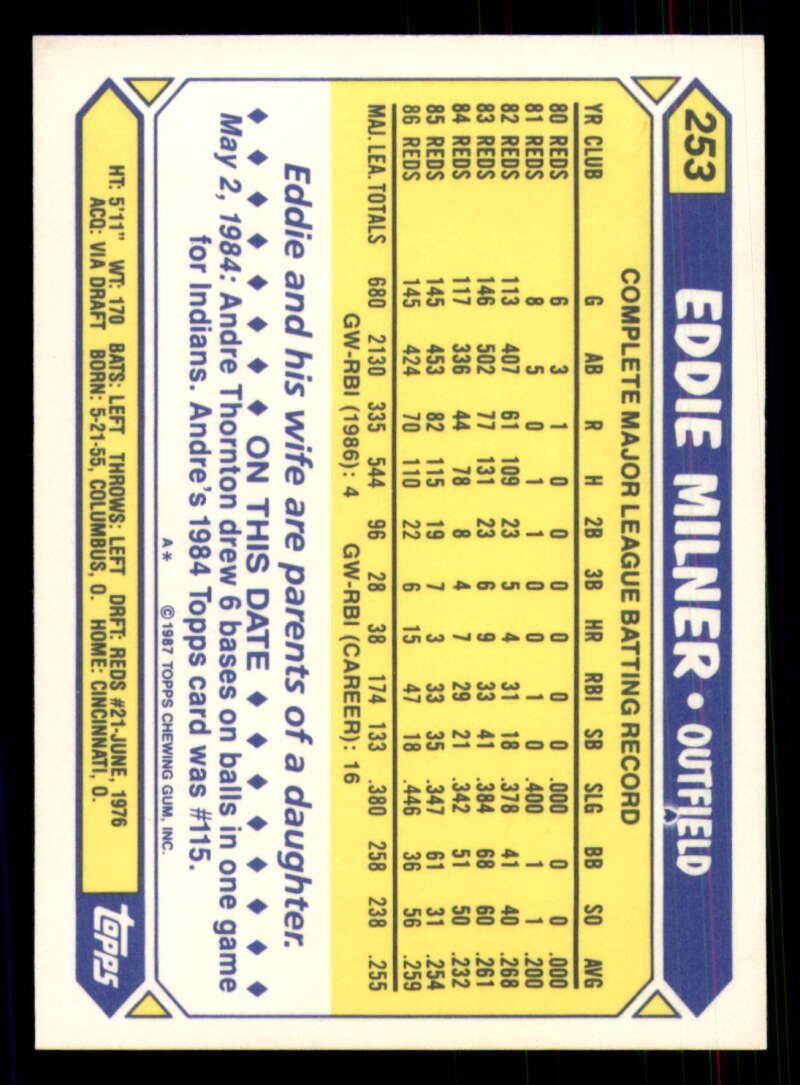 253 EDDIE MILNER • OUTFIELD
COMPLETE MAJOR LEAGUE BATTING RECORD
YR CLUB G AB R H 2B 3B HR RBI SB SLG BB SO AVG
80 REDS 6 3 1 0 0 0 0 0 0 .000 0 0 .000
81 REDS 8 5 0 1 1 0 0 1 0 .400 1 1 .200
82 REDS 113 407 61 109 23 5 4 31 18 .378 41 40 .268
83 REDS 146 502 77 131 23 6 9 33 41 .384 68 60 .261
84 REDS 117 336 44 78 8 4 7 29 21 .342 51 50 .232
85 REDS 145 453 82 115 19 7 3 33 35 .347 61 31 .254
86 REDS 145 424 70 110 22 6 15 47 18 .446 36 56 .259
MAJ. LEA. TOTALS 680 2130 335 544 96 28 38 174 133 .380 258 238 .255
GW-RBI (1986): 4 GW-RBI (CAREER): 16
Eddie and his wife are parents of a daughter.
◆ ◆ ◆ ◆ ◆ ◆ ◆ ON THIS DATE ◆ ◆ ◆ ◆ ◆ ◆ ◆
May 2, 1984: Andre Thornton drew 6 bases on balls in one game
for Indians. Andre's 1984 Topps card was #115.
A* ©1987 TOPPS CHEWING GUM, INC.
HT: 5'11" WT: 170 BATS: LEFT THROWS: LEFT DRFT: REDS #21-JUNE, 1976
ACQ: VIA DRAFT BORN: 5-21-55, COLUMBUS, O. HOME: CINCINNATI, O.
topps